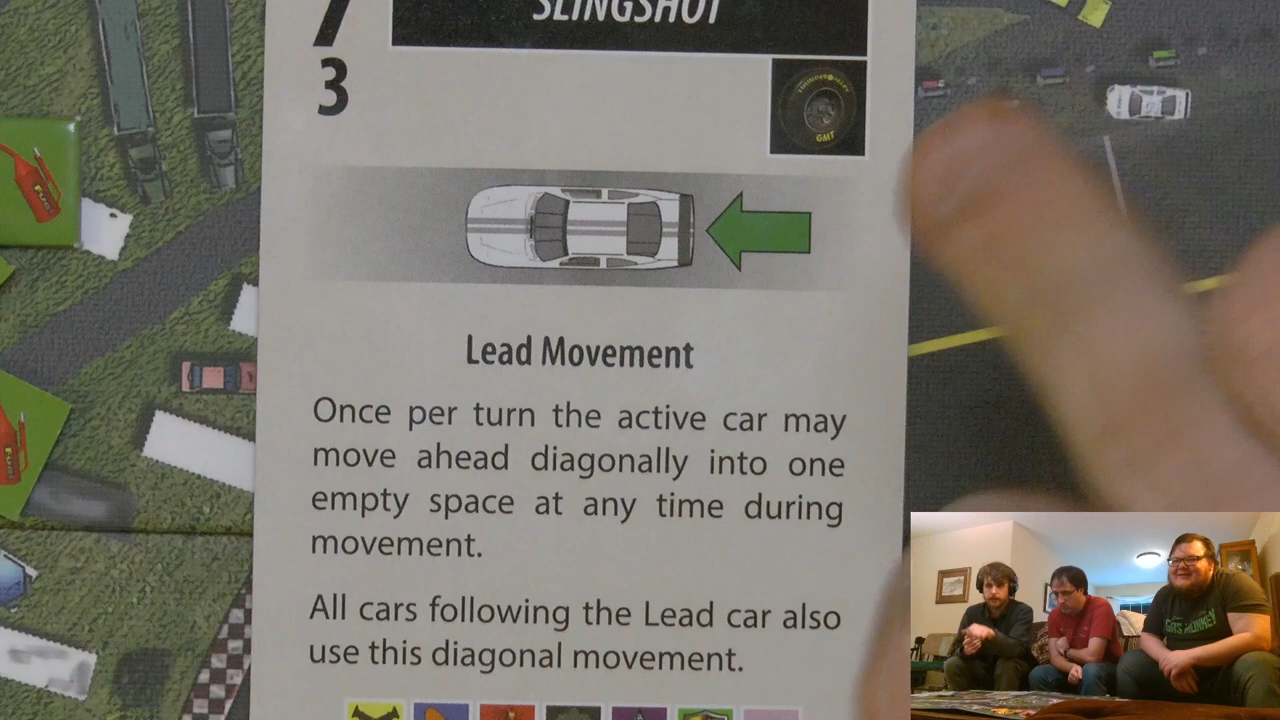 7
SLINGSHOT
3
GMT
Lead Movement
Once per turn the active car may
move ahead diagonally into one
empty space at any time during
movement.
All cars following the Lead car also
use this diagonal movement.
GAS MONKEY